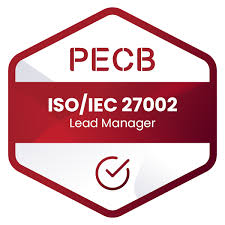 PECB
ISO/IEC 27002
Lead Manager